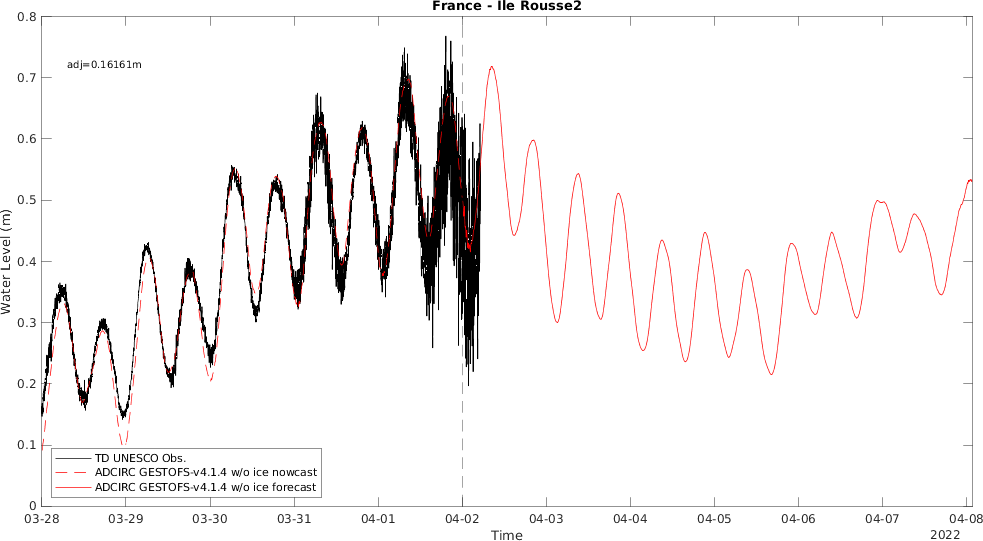 France - Ile Rousse2
adj=0.16161m
0.8
0.7
0.6
0.5
0.4
0.3
0.2
0.1
0
Water Level (m)
TD UNESCO Obs.
ADCIRC GESTOFS-v4.1.4 w/o ice nowcast
ADCIRC GESTOFS-v4.1.4 w/o ice forecast
03-28 03-29 03-30 03-31 04-01 04-02 04-03 04-04 04-05 04-06 04-07 04-08
Time
2022